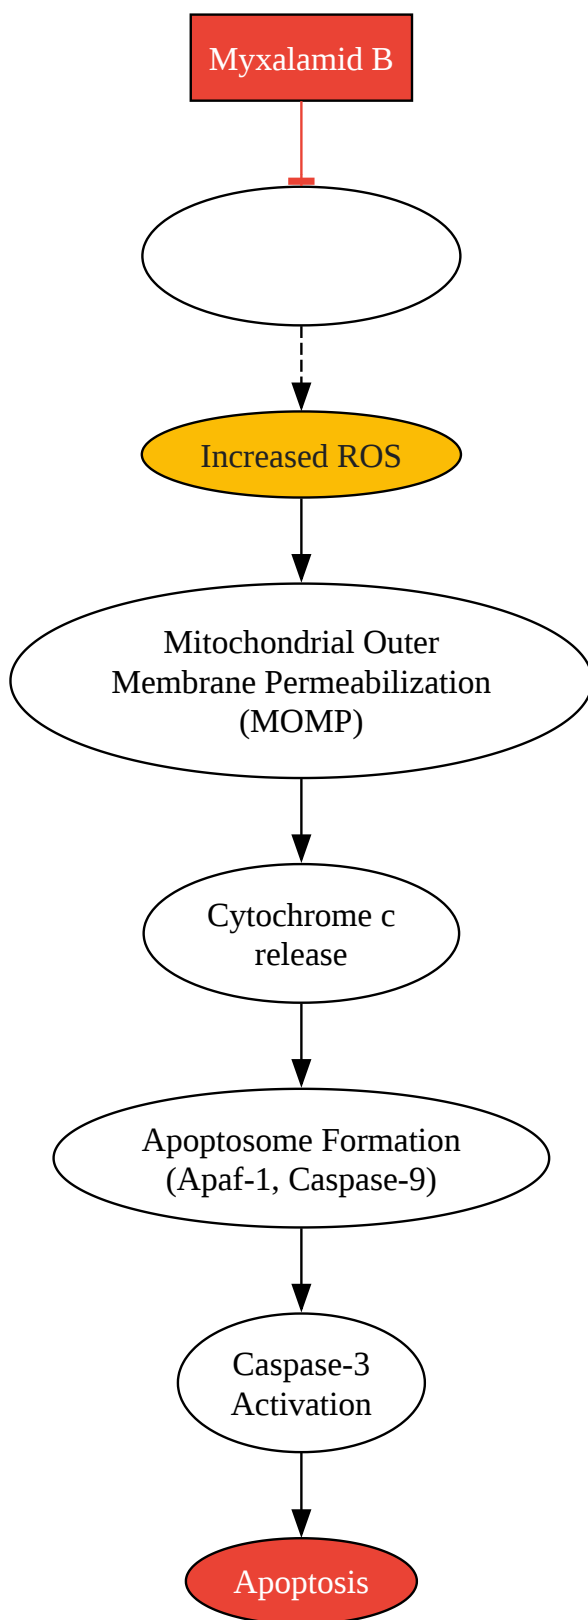 Myxalamid B
Increased ROS
Mitochondrial Outer
Membrane Permeabilization
(MOMP)
Cytochrome c
release
Apoptosome Formation
(Apaf-1, Caspase-9)
Caspase-3
Activation
Apoptosis